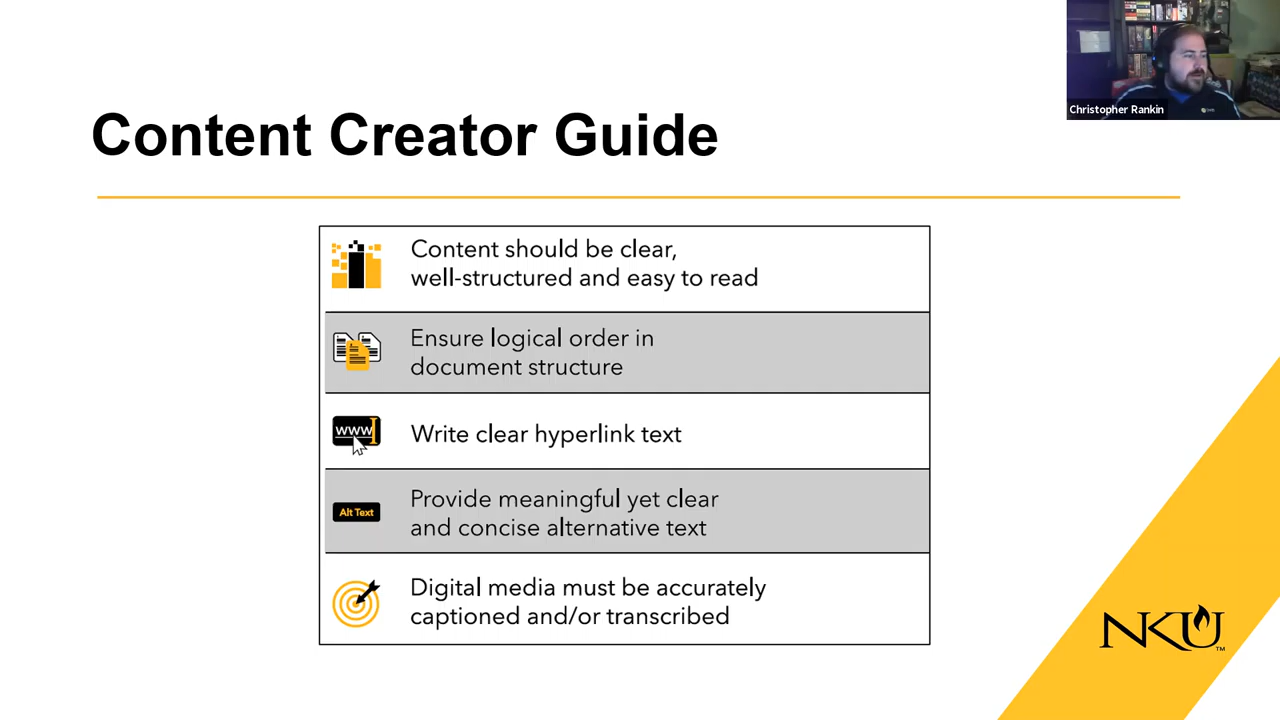 Christopher Rankin
Content Creator Guide
Content should be clear,
well-structured and easy to read
Ensure logical order in
document structure
www
Write clear hyperlink text
Alt Text
Provide meaningful yet clear
and concise alternative text
Digital media must be accurately
captioned and/or transcribed
NKU™